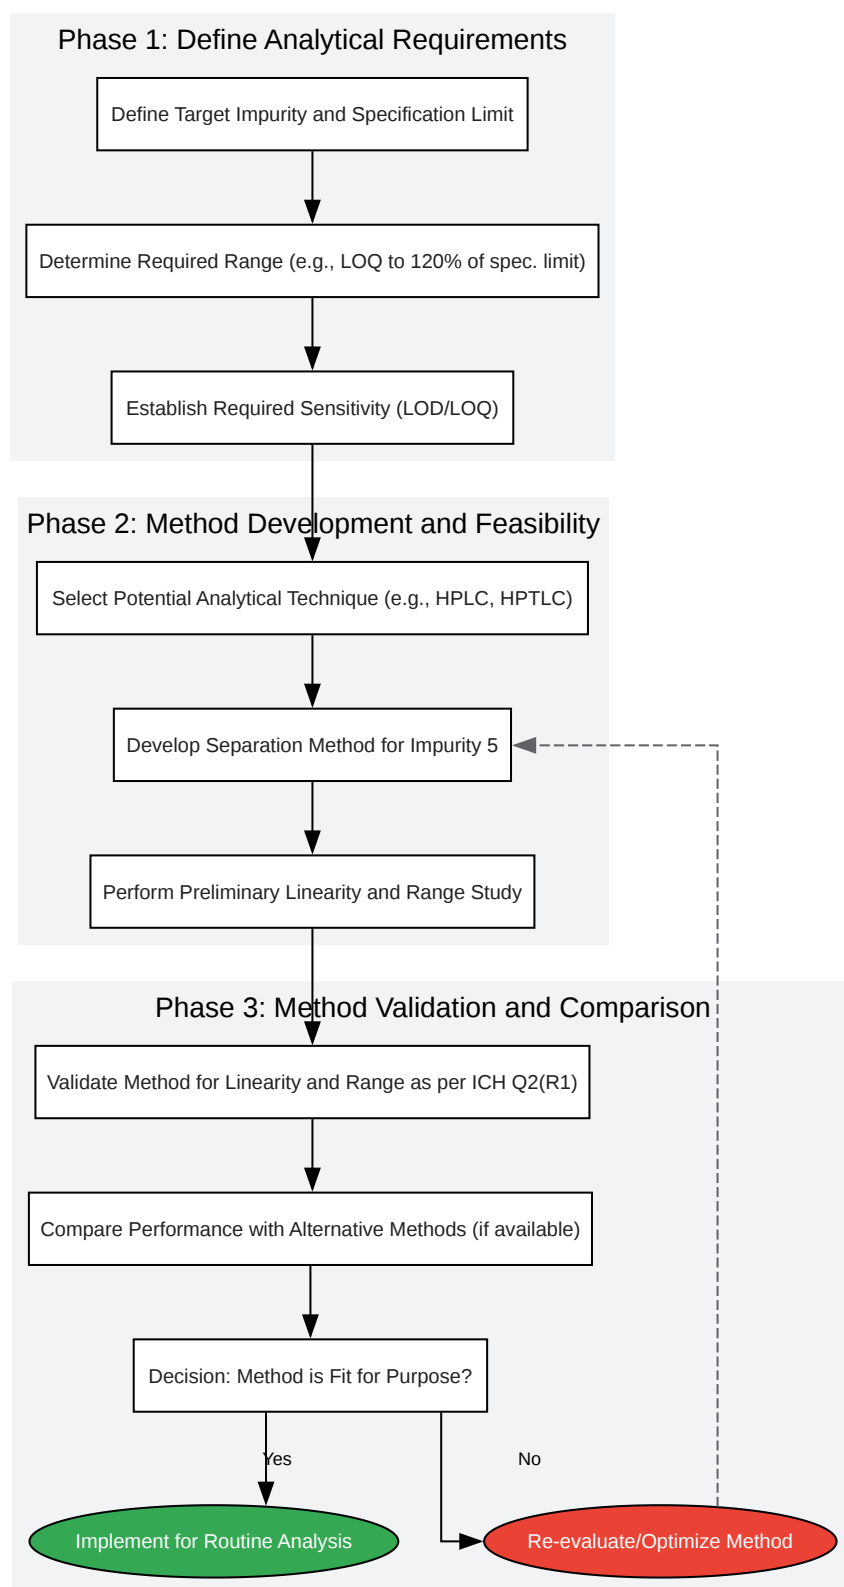 Phase 1: Define Analytical Requirements
Define Target Impurity and Specification Limit
Determine Required Range (e.g., LOQ to 120% of spec. limit)
Establish Required Sensitivity (LOD/LOQ)
Phase 2: Method Development and Feasibility
Select Potential Analytical Technique (e.g., HPLC, HPTLC)
Develop Separation Method for Impurity 5
Perform Preliminary Linearity and Range Study
Phase 3: Method Validation and Comparison
Validate Method for Linearity and Range as per ICH Q2(R1)
Compare Performance with Alternative Methods (if available)
Decision: Method is Fit for Purpose?
Yes
No
Implement for Routine Analysis
Re-evaluate/Optimize Method